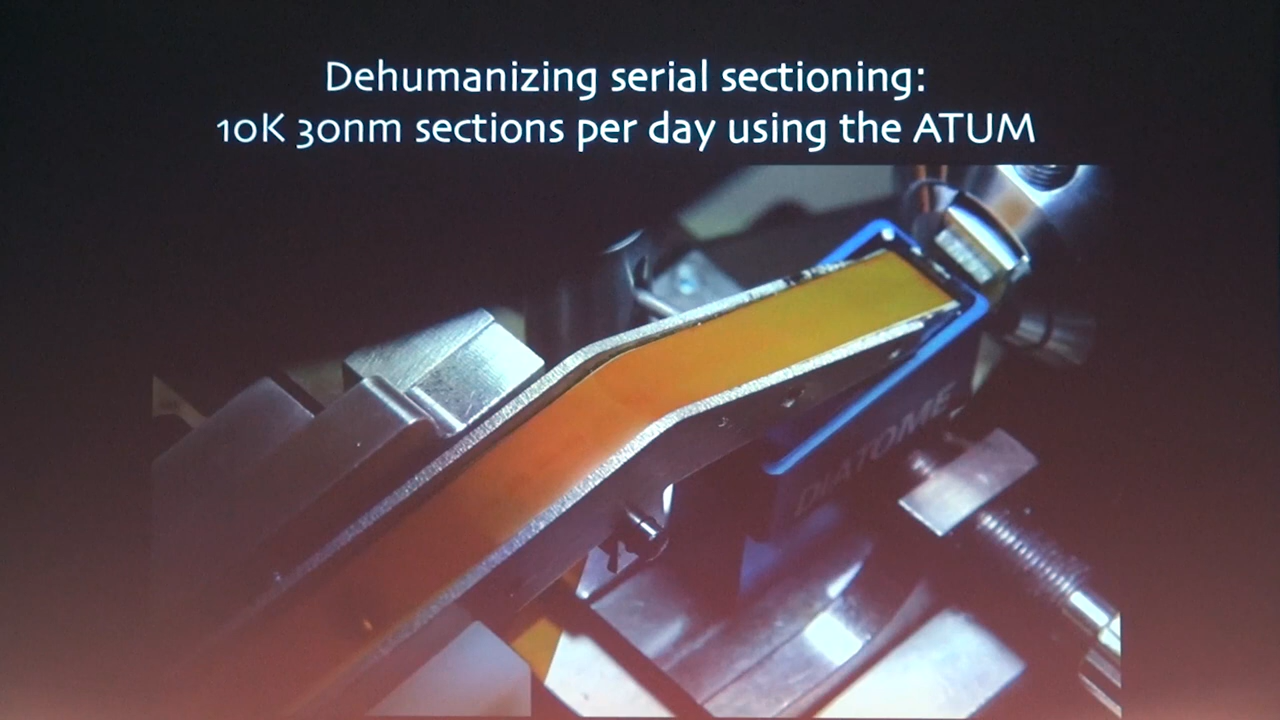 Dehumanizing serial sectioning:
10K 30nm sections per day using the ATUM
DIATOME